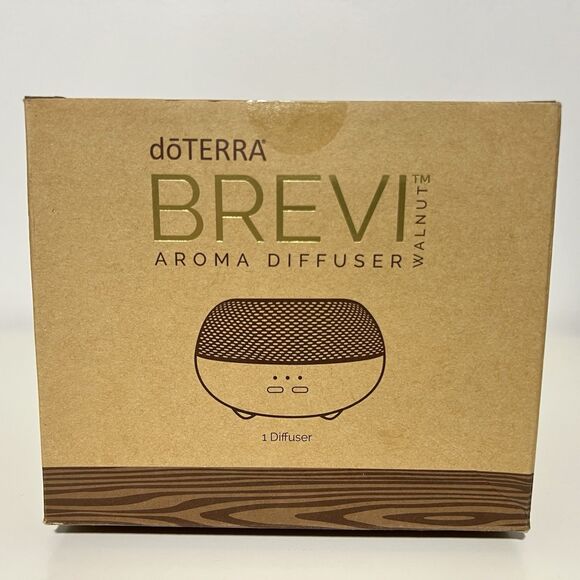 dōTERRA®
BREVI™
WALNUT
AROMA DIFFUSER
1 Diffuser